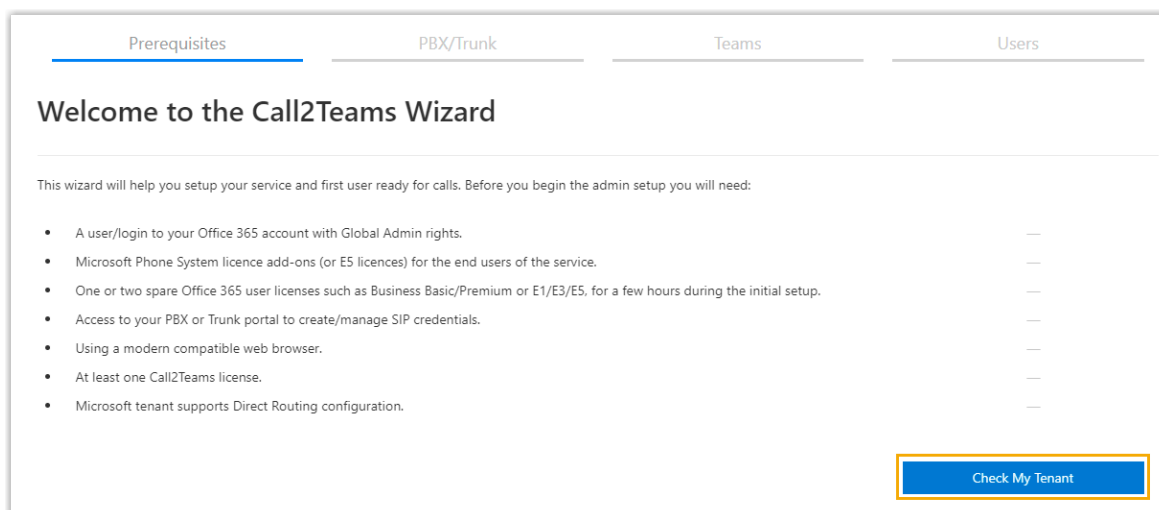 Prerequisites PBX/Trunk Teams Users
Welcome to the Call2Teams Wizard
This wizard will help you setup your service and first user ready for calls. Before you begin the admin setup you will need:
• A user/login to your Office 365 account with Global Admin rights. —
• Microsoft Phone System licence add-ons (or E5 licences) for the end users of the service. —
• One or two spare Office 365 user licenses such as Business Basic/Premium or E1/E3/E5, for a few hours during the initial setup. —
• Access to your PBX or Trunk portal to create/manage SIP credentials. —
• Using a modern compatible web browser. —
• At least one Call2Teams license. —
• Microsoft tenant supports Direct Routing configuration. —
Check My Tenant